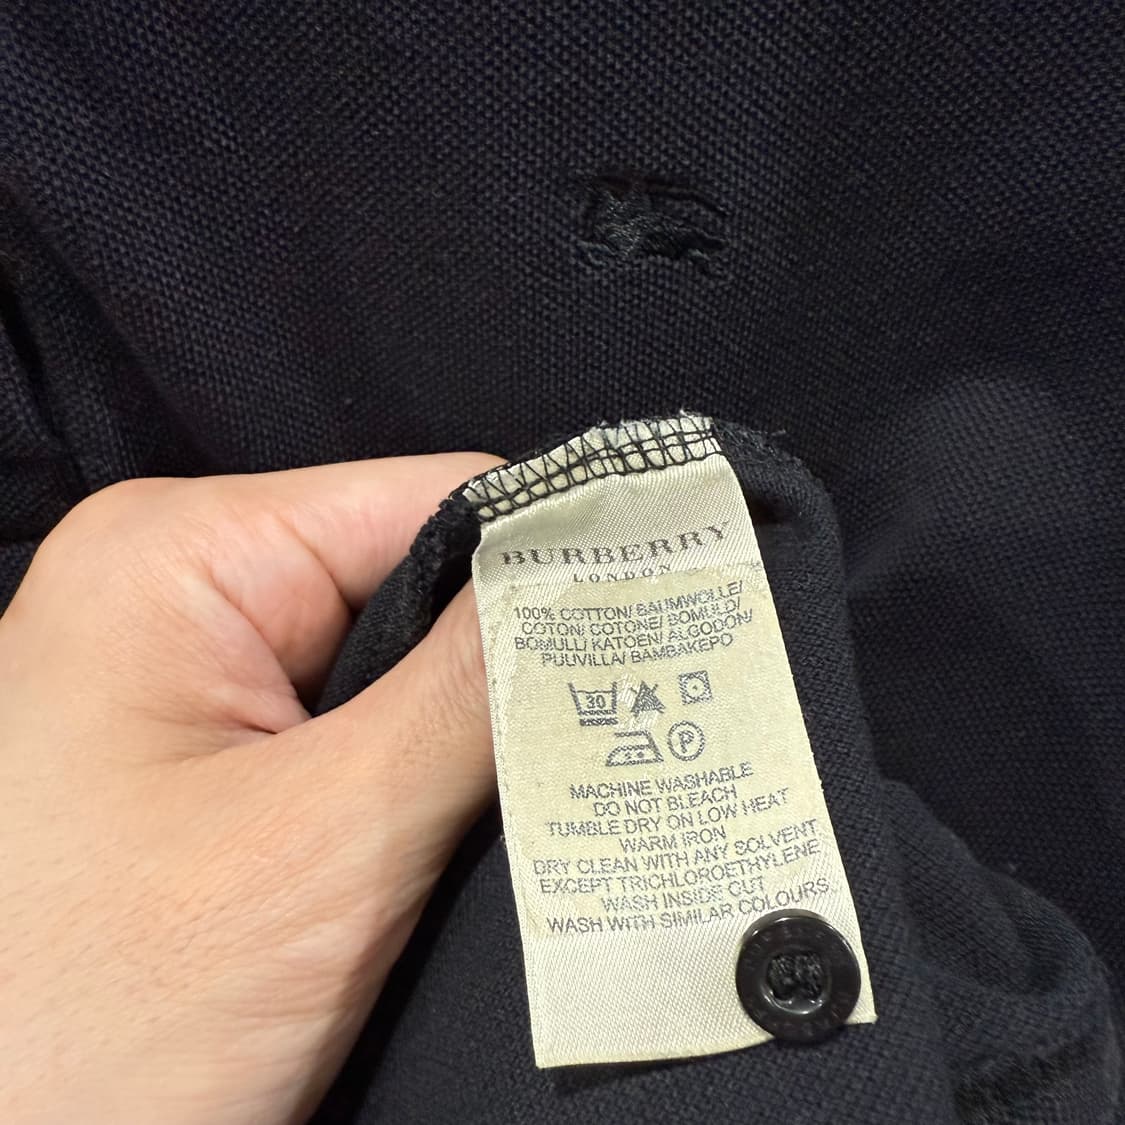 BURBERRY
LONDON
100% COTTON/ BAUMWOLLE/
COTON/ COTONE/ BOMULD/
BOMULL/ KATOEN/ ALGODON/
PUUVILLA/ BAMBAKEPO
30
P
MACHINE WASHABLE
DO NOT BLEACH
TUMBLE DRY ON LOW HEAT
WARM IRON
DRY CLEAN WITH ANY SOLVENT
EXCEPT TRICHLOROETHYLENE
WASH INSIDE OUT
WASH WITH SIMILAR COLOURS